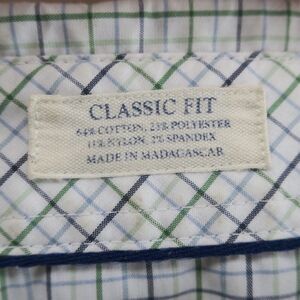 CLASSIC FIT
64% COTTON, 23% POLYESTER
11% NYLON, 2% SPANDEX
MADE IN MADAGASCAR